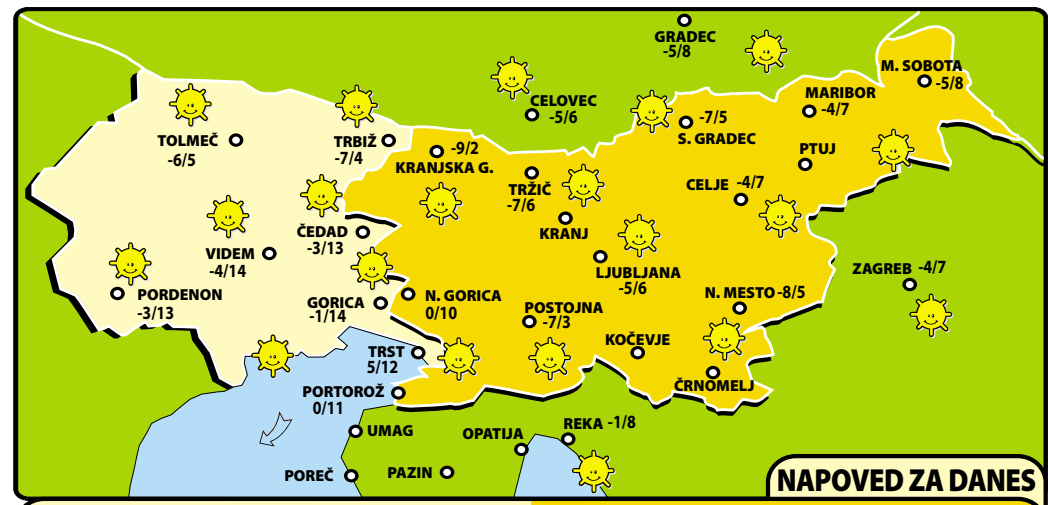 GRADEC
-5/8
M. SOBOTA
-5/8
CELOVEC
-5/6
MARIBOR
-4/7
-7/5
S. GRADEC
TOLMEČ
-6/5
TRBIŽ
-7/4
-9/2
KRANJSKA G.
PTUJ
TRŽIČ
-7/6
CELJE -4/7
KRANJ
ČEDAD
-3/13
VIDEM
-4/14
LJUBLJANA
-5/6
ZAGREB -4/7
PORDENON
-3/13
GORICA
-1/14
N. GORICA
0/10
POSTOJNA
-7/3
N. MESTO -8/5
KOČEVJE
TRST
5/12
ČRNOMELJ
PORTOROŽ
0/11
UMAG
OPATIJA
REKA -1/8
POREČ
PAZIN
NAPOVED ZA DANES